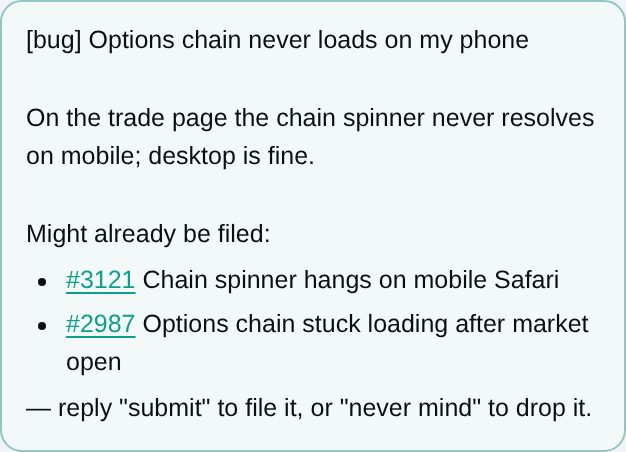 [bug] Options chain never loads on my phone
On the trade page the chain spinner never resolves
on mobile; desktop is fine.
Might already be filed:
• #3121 Chain spinner hangs on mobile Safari
• #2987 Options chain stuck loading after market
open
— reply "submit" to file it, or "never mind" to drop it.